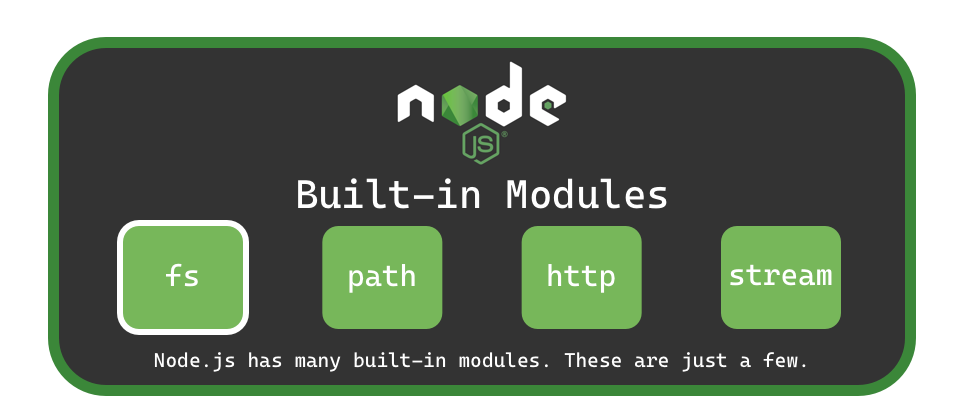 node
JS®
Built-in Modules
fs path http stream
Node.js has many built-in modules. These are just a few.